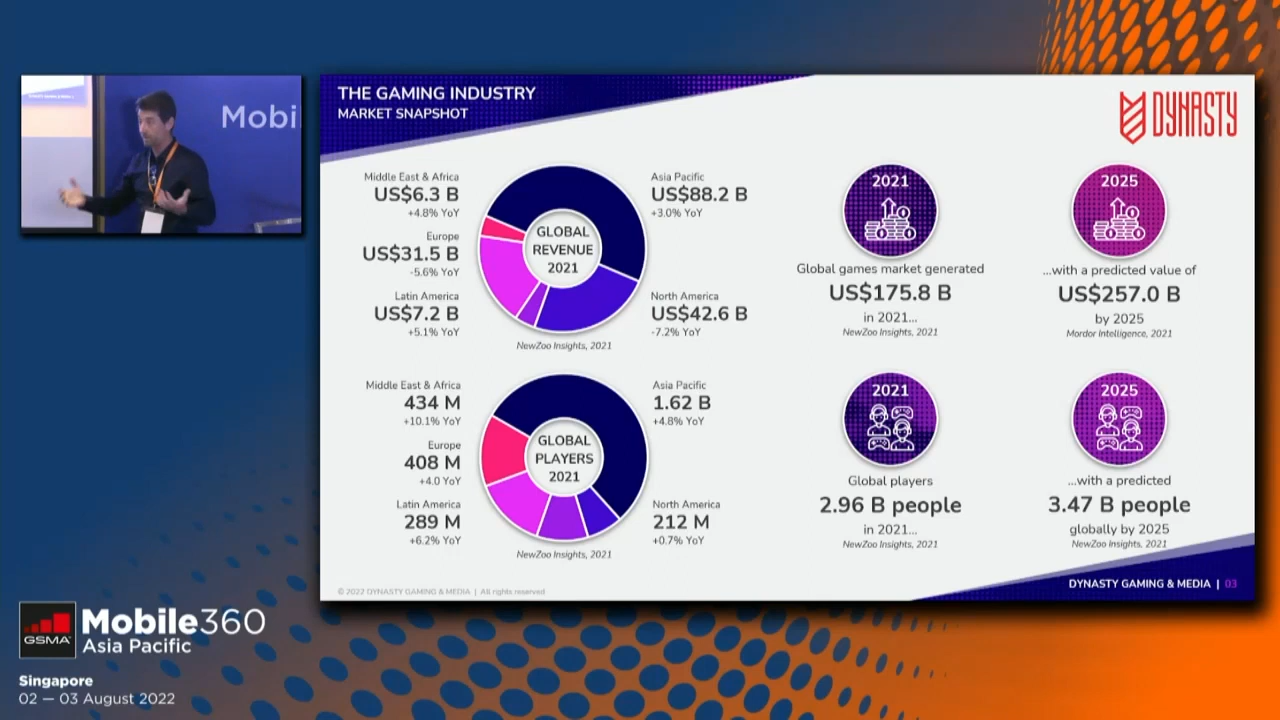 Mobi
THE GAMING INDUSTRY
MARKET SNAPSHOT
DYNASTY
Middle East & Africa
US$6.3 B
+4.8% YoY
Europe
US$31.5 B
-5.6% YoY
Latin America
US$7.2 B
+5.1% YoY
GLOBAL
REVENUE
2021
Asia Pacific
US$88.2 B
+3.0% YoY
North America
US$42.6 B
-7.2% YoY
NewZoo Insights, 2021
2021
Global games market generated
US$175.8 B
in 2021...
NewZoo Insights, 2021
2025
...with a predicted value of
US$257.0 B
by 2025
Mordor Intelligence, 2021
Middle East & Africa
434 M
+10.1% YoY
Europe
408 M
+4.0 YoY
Latin America
289 M
+6.2% YoY
GLOBAL
PLAYERS
2021
Asia Pacific
1.62 B
+4.8% YoY
North America
212 M
+0.7% YoY
NewZoo Insights, 2021
2021
Global players
2.96 B people
in 2021...
NewZoo Insights, 2021
2025
...with a predicted
3.47 B people
globally by 2025
NewZoo Insights, 2021
© 2022 DYNASTY GAMING & MEDIA | All rights reserved
DYNASTY GAMING & MEDIA | 03
GSMA
Mobile360
Asia Pacific
Singapore
02 — 03 August 2022